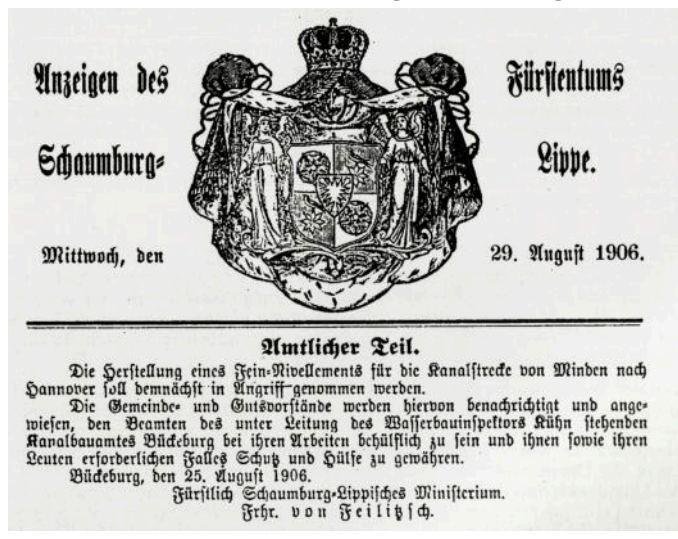 Anzeigen des Fürstentums
Schaumburg- Lippe.
Mittwoch, den 29. August 1906.
Amtlicher Teil.
Die Herstellung eines Fein-Nivellements für die Kanalstrecke von Minden nach
Hannover soll demnächst in Angriff genommen werden.
Die Gemeinde- und Gutsvorstände werden hiervon benachrichtigt und ange-
wiesen, den Beamten des unter Leitung des Wasserbauinspektors Kühn stehenden
Kanalbauamtes Bückeburg bei ihren Arbeiten behülflich zu sein und ihnen sowie ihren
Leuten erforderlichen Falles Schutz und Hülfe zu gewähren.
Bückeburg, den 25. August 1906.
Fürstlich Schaumburg-Lippisches Ministerium.
Frhr. von Feilitzsch.